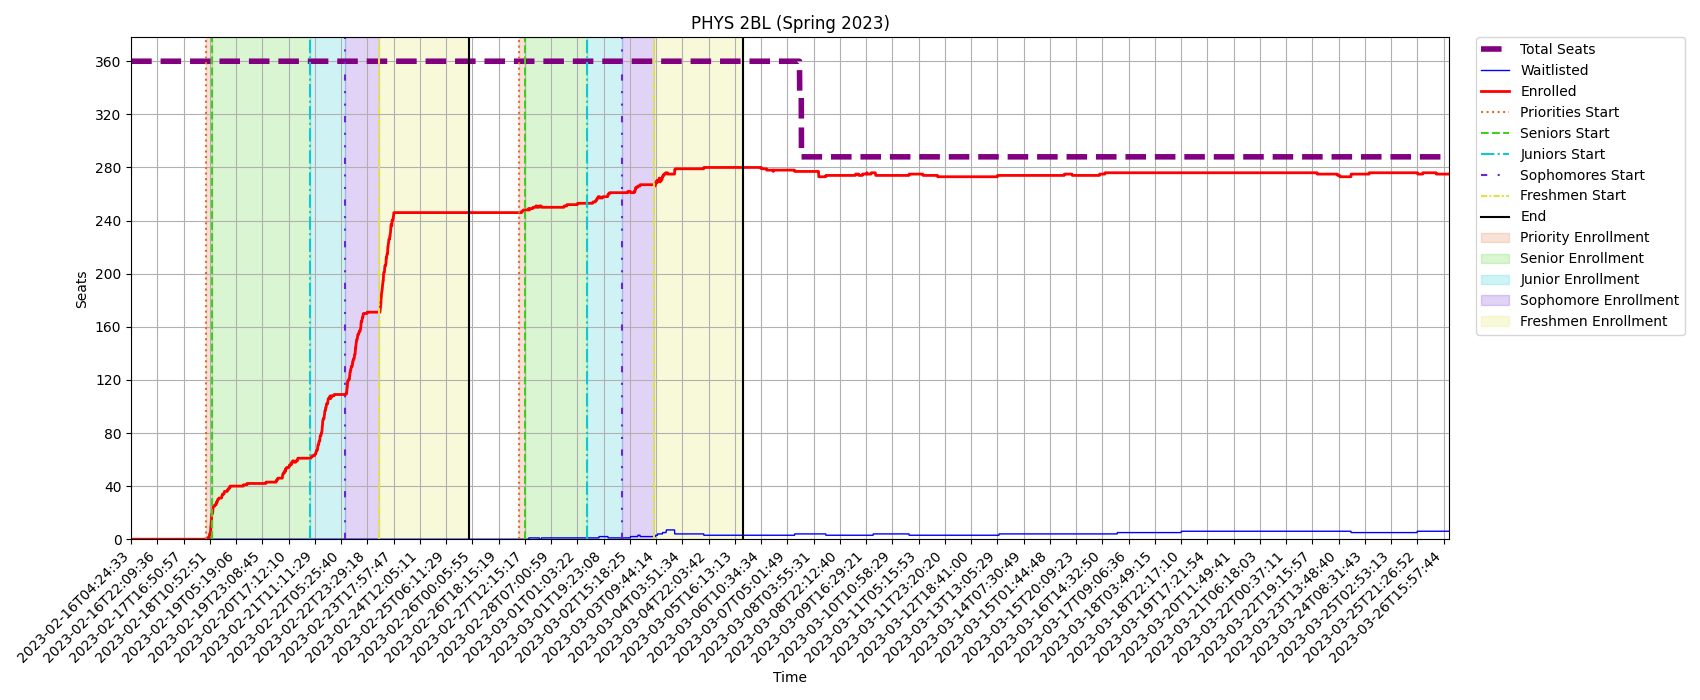 PHYS 2BL (Spring 2023)
Seats
360
320
280
240
200
160
120
80
40
0
2023-02-16T04:24:33
2023-02-16T22:09:36
2023-02-17T16:50:57
2023-02-18T10:52:51
2023-02-19T05:19:06
2023-02-19T23:08:45
2023-02-20T17:12:10
2023-02-21T11:11:29
2023-02-22T05:25:40
2023-02-22T23:29:18
2023-02-23T17:57:47
2023-02-24T12:05:11
2023-02-25T06:11:29
2023-02-26T00:05:55
2023-02-26T18:15:19
2023-02-27T12:15:17
2023-02-28T07:00:59
2023-03-01T01:03:22
2023-03-01T19:23:08
2023-03-02T15:18:25
2023-03-03T09:44:14
2023-03-04T03:51:34
2023-03-04T22:03:42
2023-03-05T16:13:13
2023-03-06T10:34:34
2023-03-07T05:01:49
2023-03-08T03:55:31
2023-03-08T22:12:40
2023-03-09T16:29:21
2023-03-10T10:58:29
2023-03-11T05:15:53
2023-03-11T23:20:20
2023-03-12T18:41:00
2023-03-13T13:05:29
2023-03-14T07:30:49
2023-03-15T01:44:48
2023-03-15T20:09:23
2023-03-16T14:32:50
2023-03-17T09:06:36
2023-03-18T03:49:15
2023-03-18T22:17:10
2023-03-19T17:21:54
2023-03-20T11:49:41
2023-03-21T06:18:03
2023-03-22T00:37:11
2023-03-22T19:15:57
2023-03-23T13:48:40
2023-03-24T08:31:43
2023-03-25T02:53:13
2023-03-25T21:26:52
2023-03-26T15:57:44
Time
Total Seats
Waitlisted
Enrolled
Priorities Start
Seniors Start
Juniors Start
Sophomores Start
Freshmen Start
End
Priority Enrollment
Senior Enrollment
Junior Enrollment
Sophomore Enrollment
Freshmen Enrollment